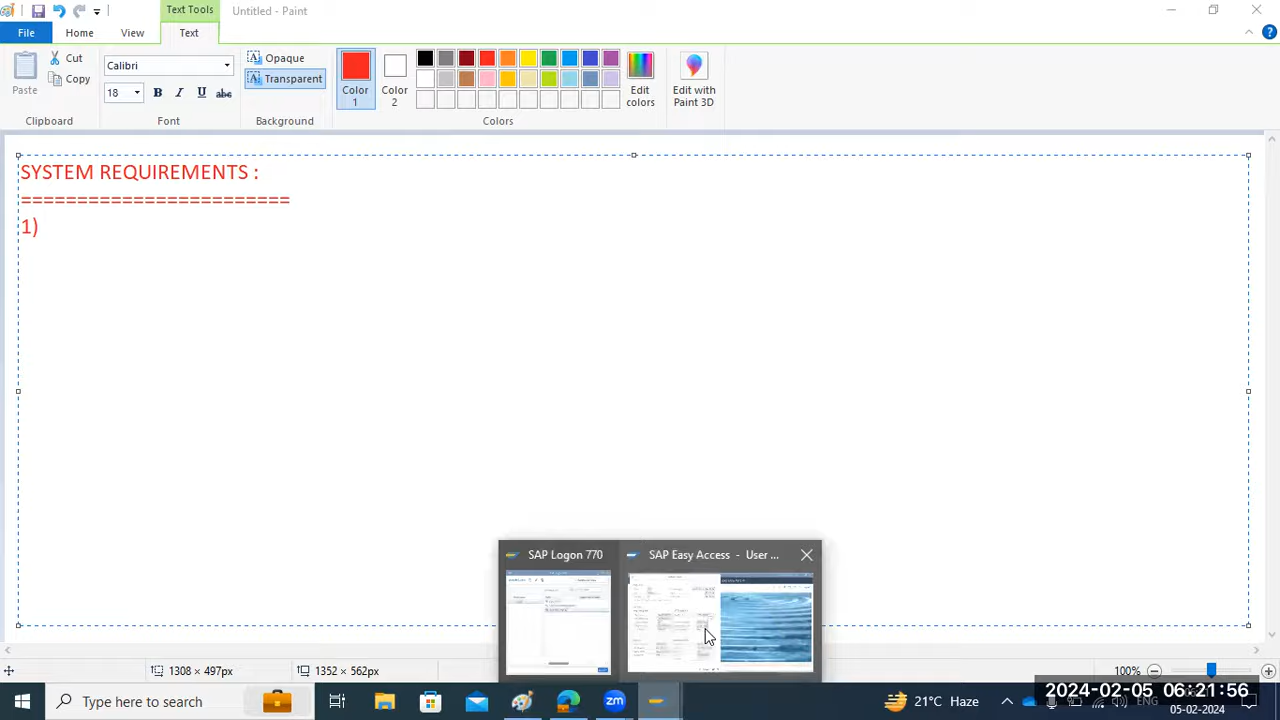 Text Tools
Untitled - Paint
File
Home
View
Text
Paste
Cut
Copy
Clipboard
Calibri
18
B
I
U
abc
Font
Opaque
Transparent
Background
Color
1
Color
2
Edit
colors
Colors
Edit with
Paint 3D
SYSTEM REQUIREMENTS :
========================
1)
SAP Logon 770
SAP Easy Access - User ...
1308 × 497px
1352 × 562px
100%
Type here to search
zm
21°C Haze
ENG
2024-02-05 06:21:56
05-02-2024